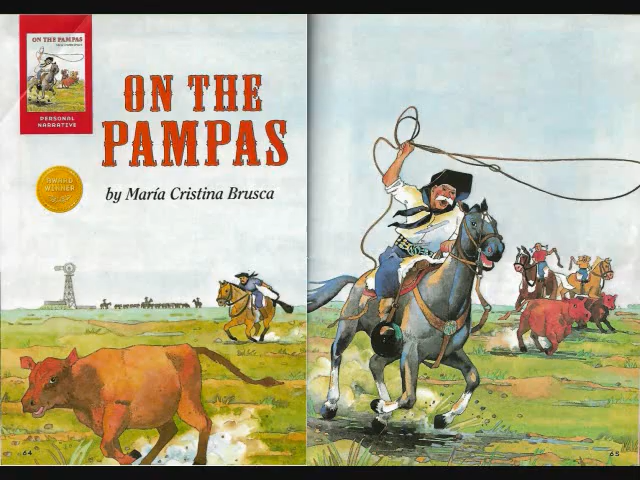 ON THE PAMPAS
PERSONAL
NARRATIVE
ON THE
PAMPAS
AWARD
WINNER
by María Cristina Brusca
64
65